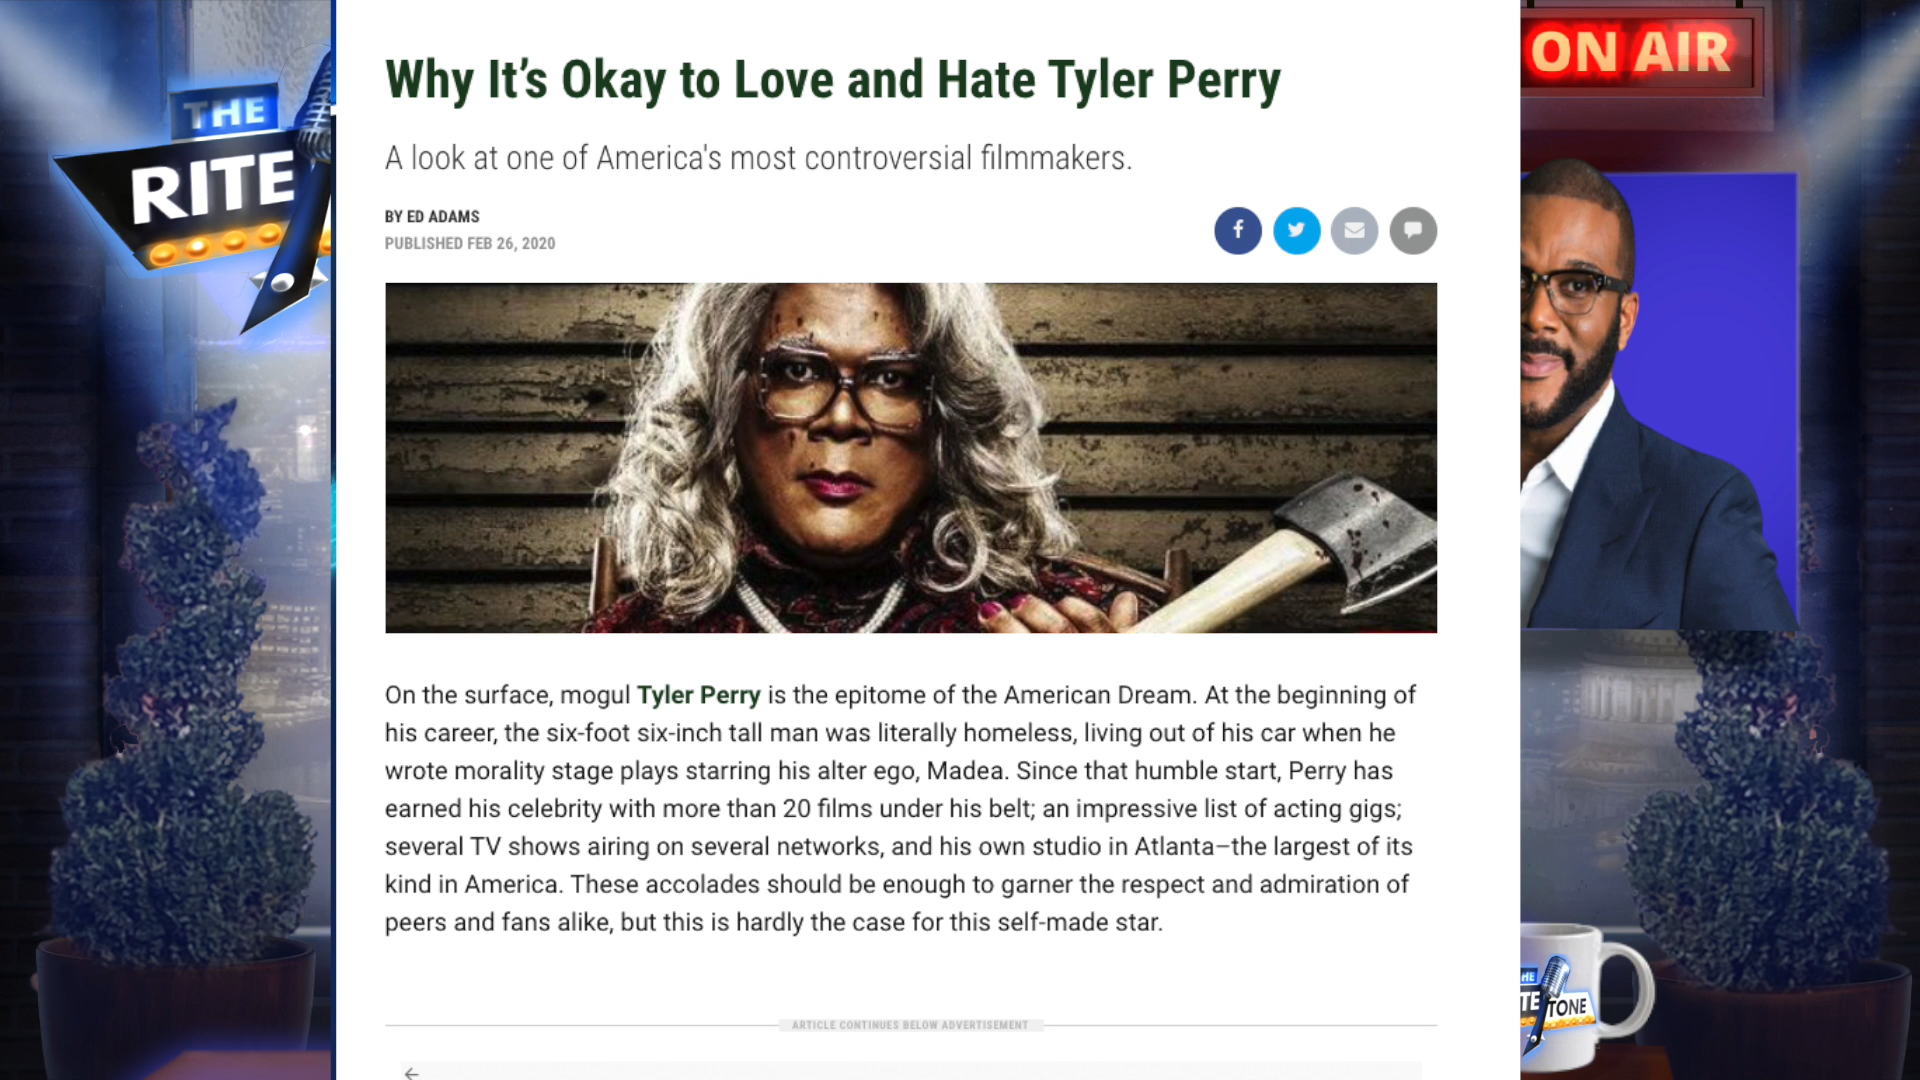 THE
RITE
ON AIR
Why It’s Okay to Love and Hate Tyler Perry
A look at one of America's most controversial filmmakers.
BY ED ADAMS
PUBLISHED FEB 26, 2020
On the surface, mogul Tyler Perry is the epitome of the American Dream. At the beginning of
his career, the six-foot six-inch tall man was literally homeless, living out of his car when he
wrote morality stage plays starring his alter ego, Madea. Since that humble start, Perry has
earned his celebrity with more than 20 films under his belt; an impressive list of acting gigs;
several TV shows airing on several networks, and his own studio in Atlanta–the largest of its
kind in America. These accolades should be enough to garner the respect and admiration of
peers and fans alike, but this is hardly the case for this self-made star.
ARTICLE CONTINUES BELOW ADVERTISEMENT
HE
TE
TONE